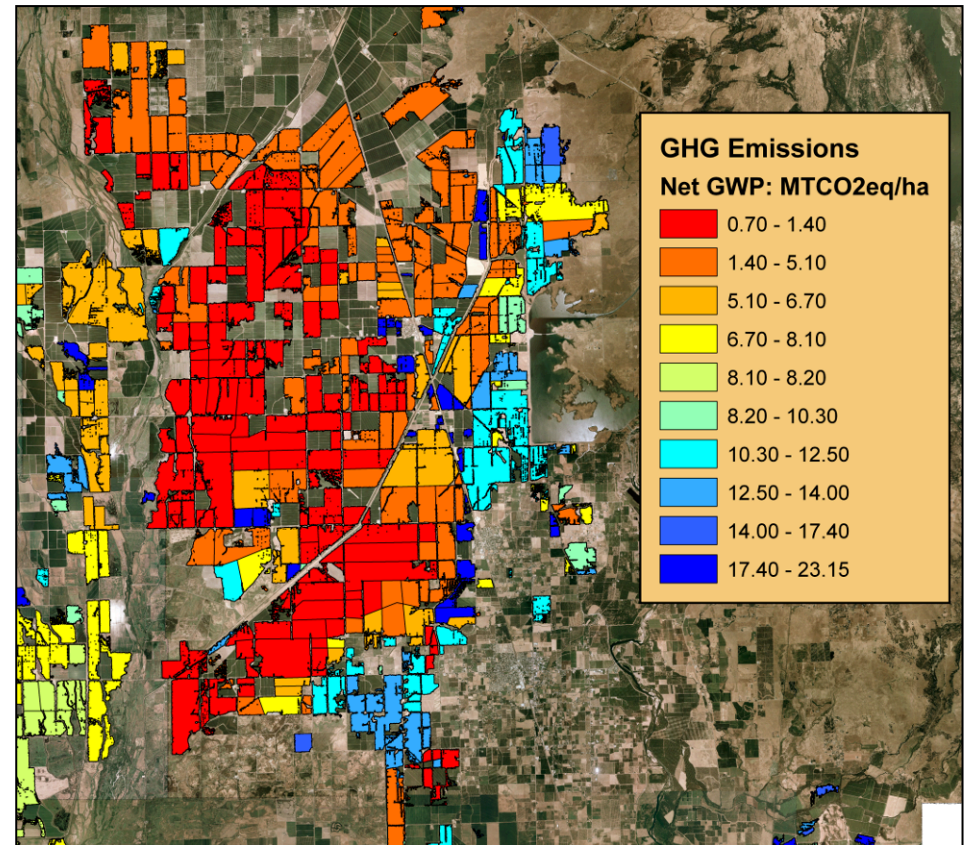 GHG Emissions
Net GWP: MTCO2eq/ha
0.70 - 1.40
1.40 - 5.10
5.10 - 6.70
6.70 - 8.10
8.10 - 8.20
8.20 - 10.30
10.30 - 12.50
12.50 - 14.00
14.00 - 17.40
17.40 - 23.15